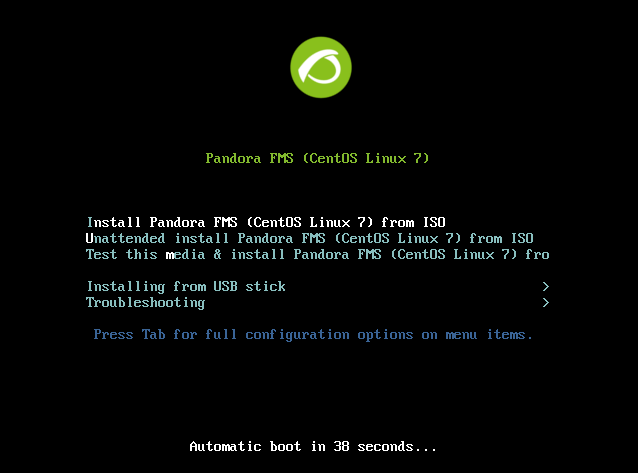 Pandora FMS (CentOS Linux 7)
Install Pandora FMS (CentOS Linux 7) from ISO
Unattended install Pandora FMS (CentOS Linux 7) from ISO
Test this media & install Pandora FMS (CentOS Linux 7) fro
Installing from USB stick >
Troubleshooting >
Press Tab for full configuration options on menu items.
Automatic boot in 38 seconds...